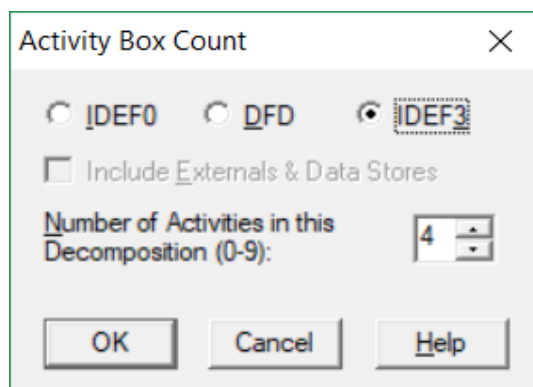 Activity Box Count
IDEF0 DFD IDEF3
Include Externals & Data Stores
Number of Activities in this
Decomposition (0-9):
4
OK Cancel Help